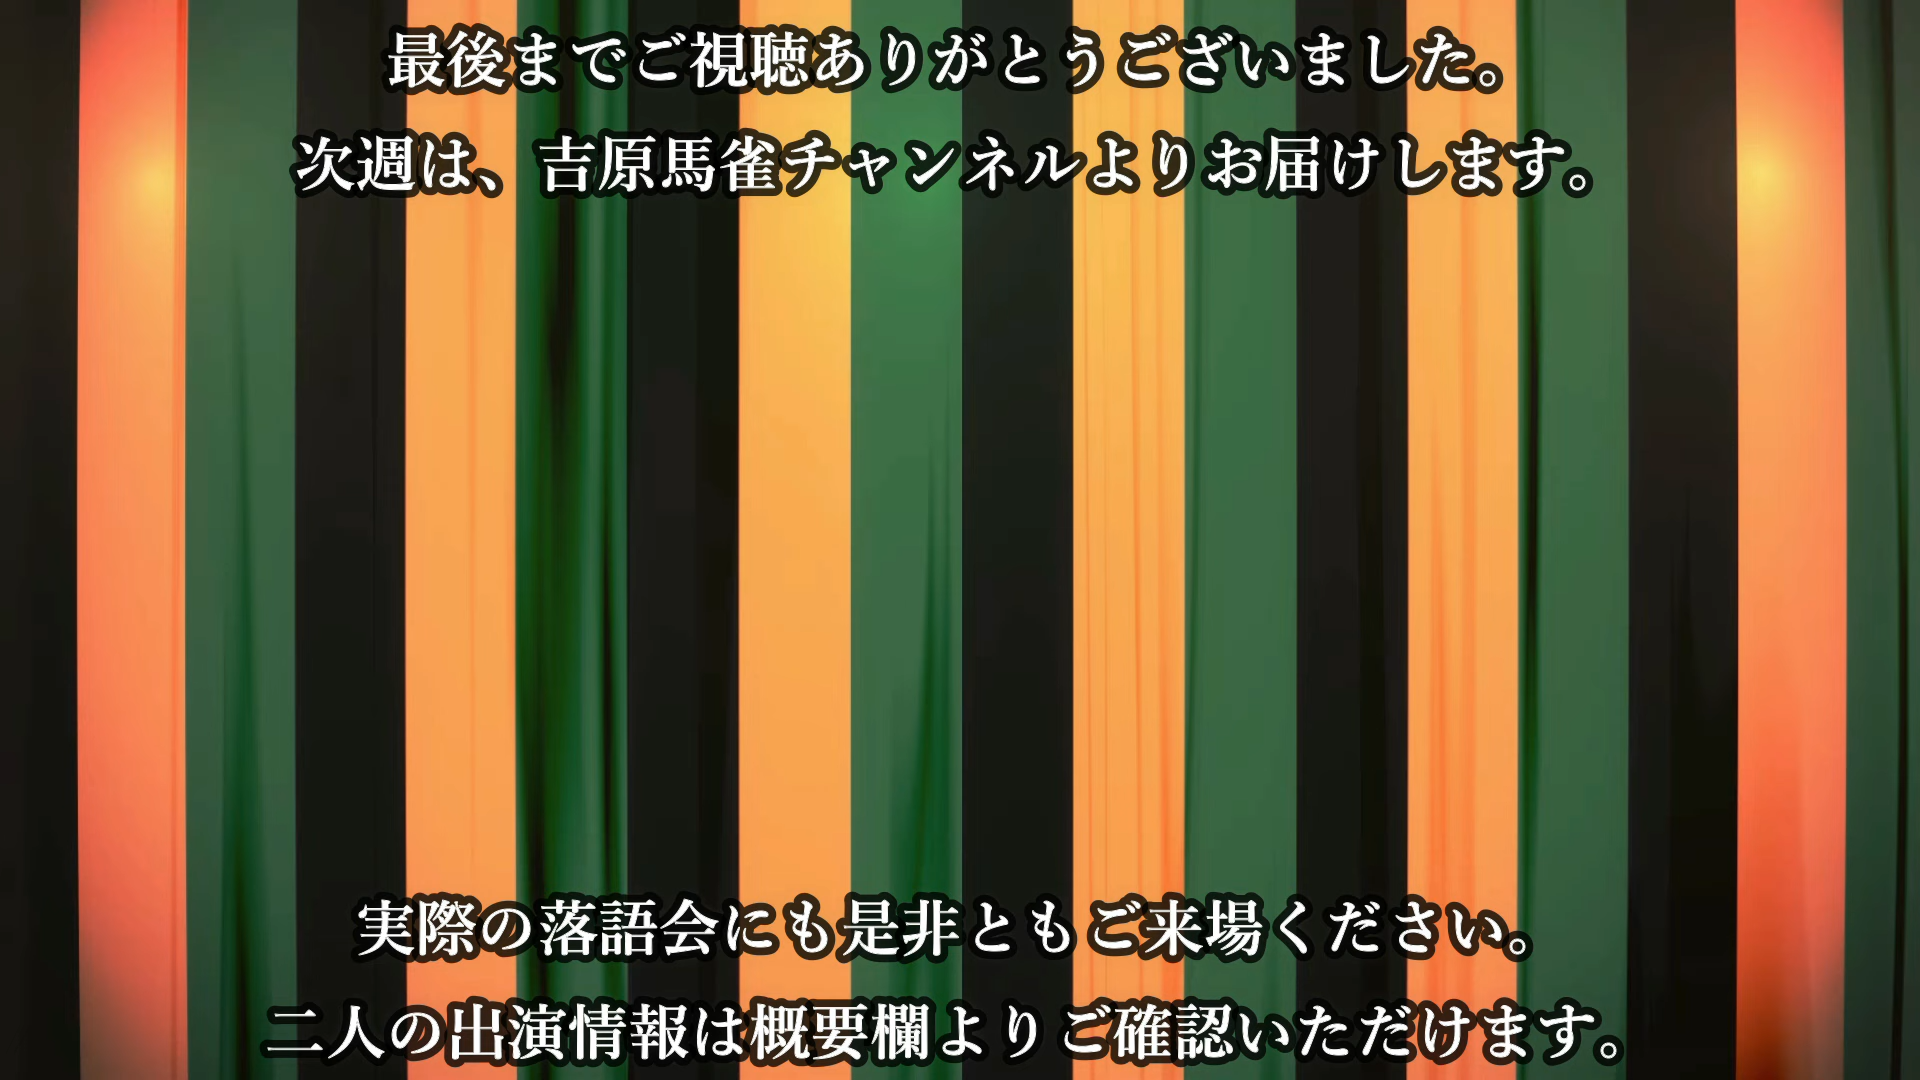 最後までご視聴ありがとうございました。
次週は、吉原馬雀チャンネルよりお届けします。
実際の落語会にも是非ともご来場ください。
二人の出演情報は概要欄よりご確認いただけます。